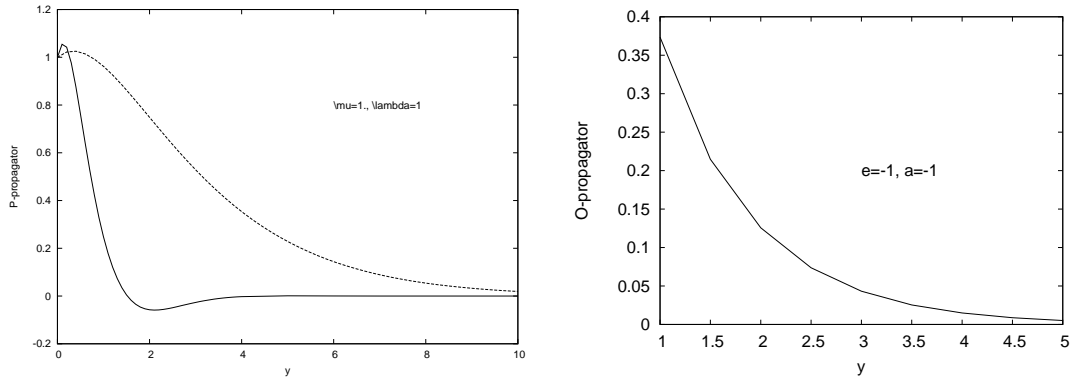 1.2
1
0.8
0.6
0.4
0.2
0
-0.2
P-propagator
\mu=1., \lambda=1
0 2 4 6 8 10
y
0.4
0.35
0.3
0.25
0.2
0.15
0.1
0.05
0
O-propagator
e=-1, a=-1
1 1.5 2 2.5 3 3.5 4 4.5 5
y